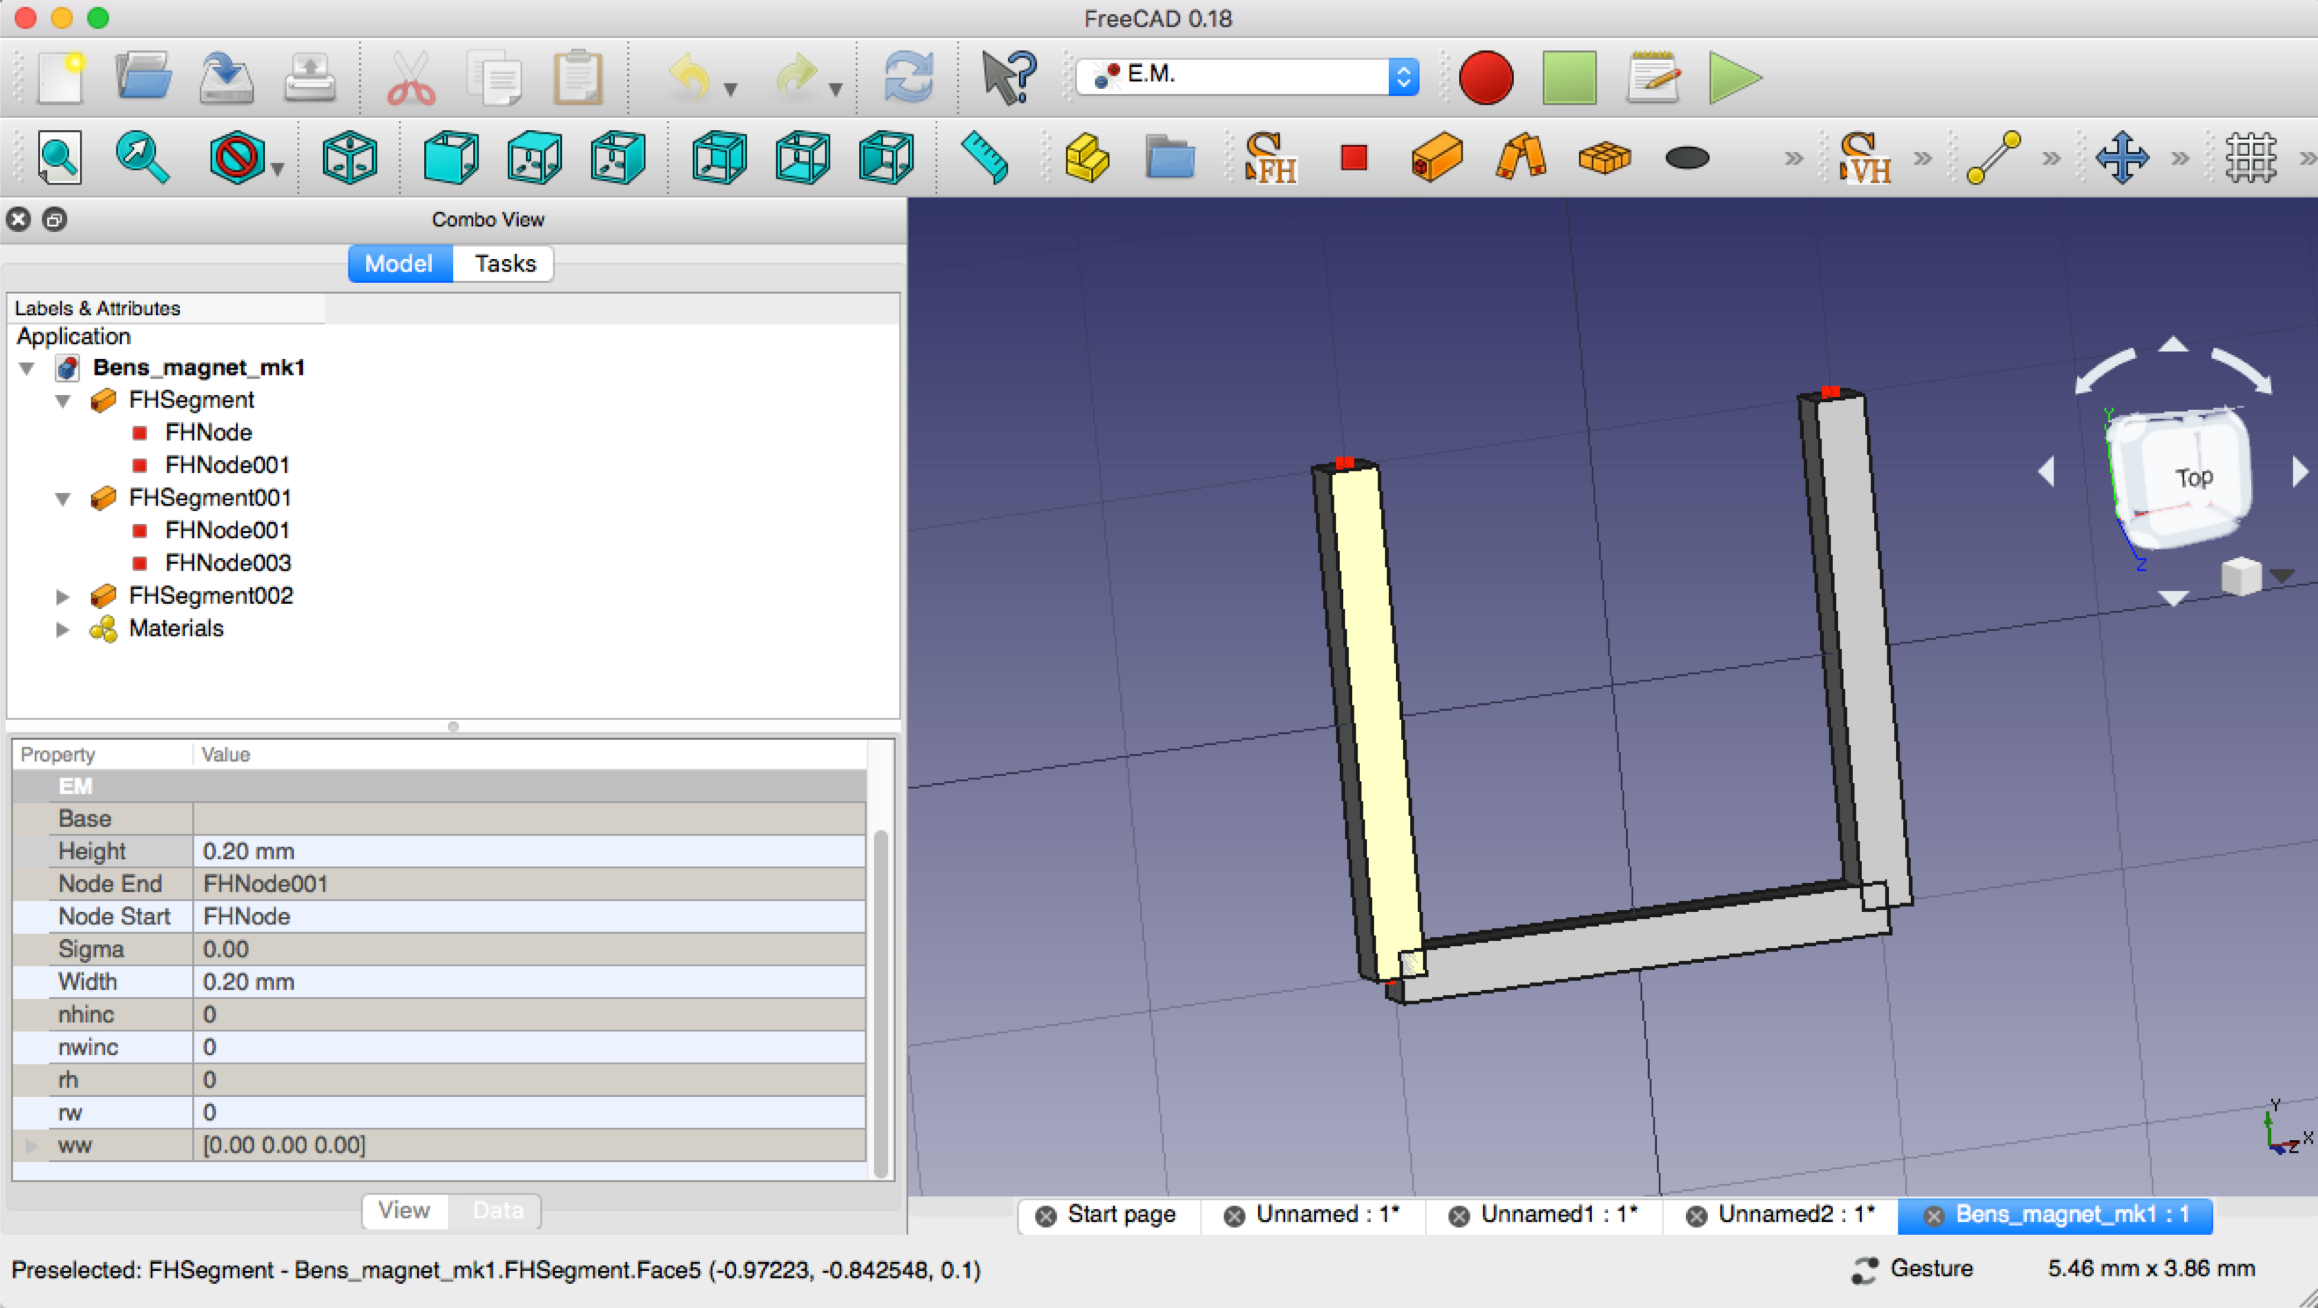 FreeCAD 0.18
E.M.
FH
VH
Combo View
Model Tasks
Labels & Attributes
Application
Bens_magnet_mk1
FHSegment
FHNode
FHNode001
FHSegment001
FHNode001
FHNode003
FHSegment002
Materials
Property Value
EM
Base
Height 0.20 mm
Node End FHNode001
Node Start FHNode
Sigma 0.00
Width 0.20 mm
nhinc 0
nwinc 0
rh 0
rw 0
ww [0.00 0.00 0.00]
View Data
Y
Top
Z
Y
X
Z
Start page Unnamed : 1* Unnamed1 : 1* Unnamed2 : 1* Bens_magnet_mk1 : 1
Preselected: FHSegment - Bens_magnet_mk1.FHSegment.Face5 (-0.97223, -0.842548, 0.1) Gesture 5.46 mm x 3.86 mm